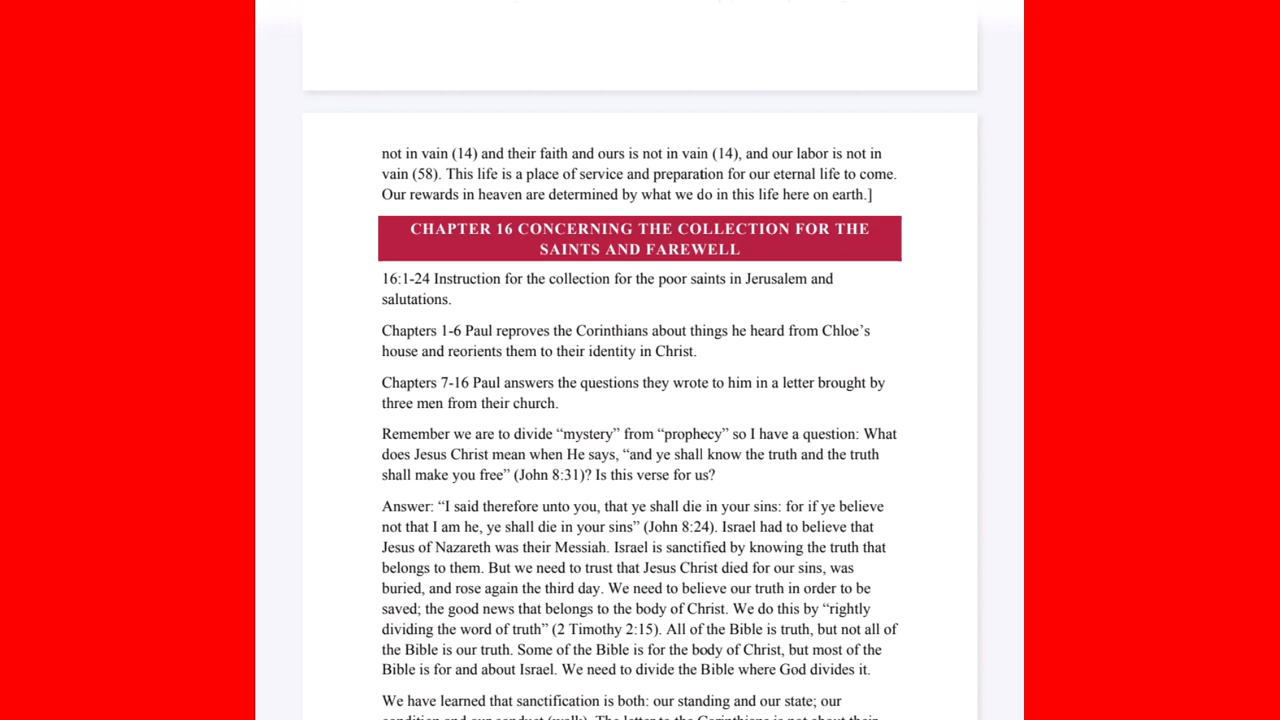 not in vain (14) and their faith and ours is not in vain (14), and our labor is not in
vain (58). This life is a place of service and preparation for our eternal life to come.
Our rewards in heaven are determined by what we do in this life here on earth.]
CHAPTER 16 CONCERNING THE COLLECTION FOR THE
SAINTS AND FAREWELL
16:1-24 Instruction for the collection for the poor saints in Jerusalem and
salutations.
Chapters 1-6 Paul reproves the Corinthians about things he heard from Chloe’s
house and reorients them to their identity in Christ.
Chapters 7-16 Paul answers the questions they wrote to him in a letter brought by
three men from their church.
Remember we are to divide “mystery” from “prophecy” so I have a question: What
does Jesus Christ mean when He says, “and ye shall know the truth and the truth
shall make you free” (John 8:31)? Is this verse for us?
Answer: “I said therefore unto you, that ye shall die in your sins: for if ye believe
not that I am he, ye shall die in your sins” (John 8:24). Israel had to believe that
Jesus of Nazareth was their Messiah. Israel is sanctified by knowing the truth that
belongs to them. But we need to trust that Jesus Christ died for our sins, was
buried, and rose again the third day. We need to believe our truth in order to be
saved; the good news that belongs to the body of Christ. We do this by “rightly
dividing the word of truth” (2 Timothy 2:15). All of the Bible is truth, but not all of
the Bible is our truth. Some of the Bible is for the body of Christ, but most of the
Bible is for and about Israel. We need to divide the Bible where God divides it.
We have learned that sanctification is both: our standing and our state; our
condition and our conduct (walk). The letter to the Corinthians is not about their